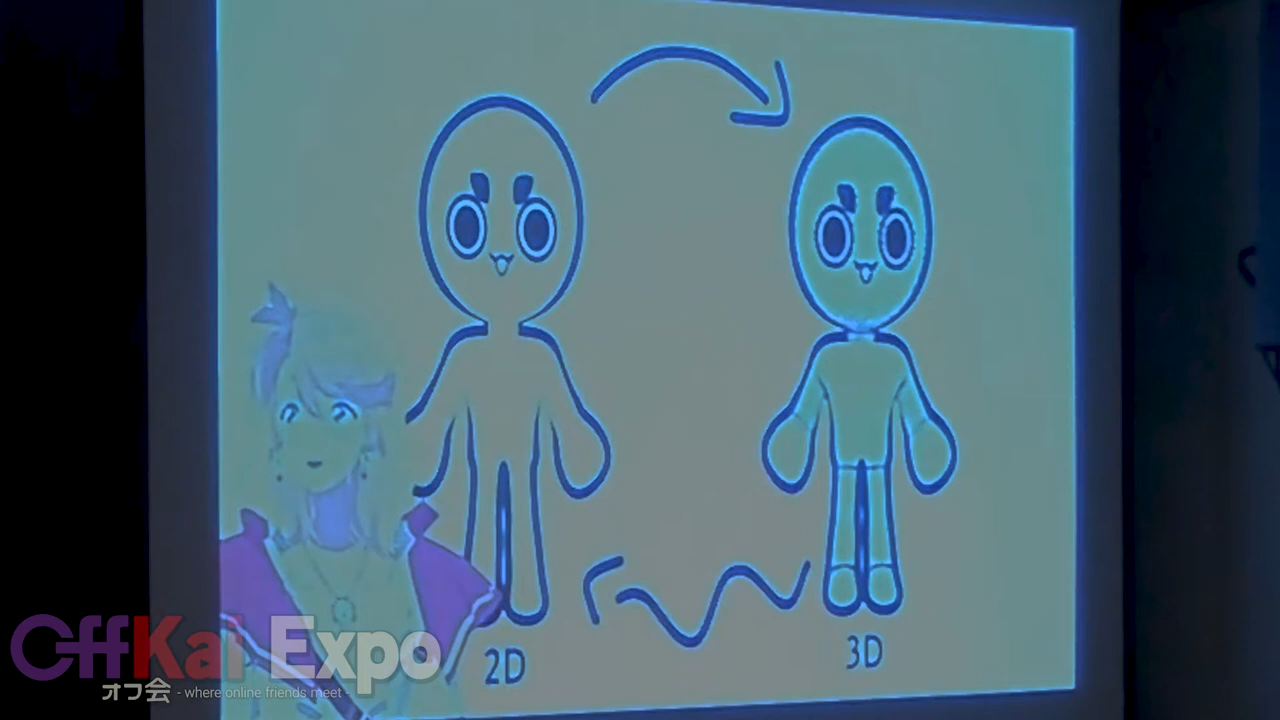 2D
3D
OffKai Expo
オフ会 - where online friends meet -